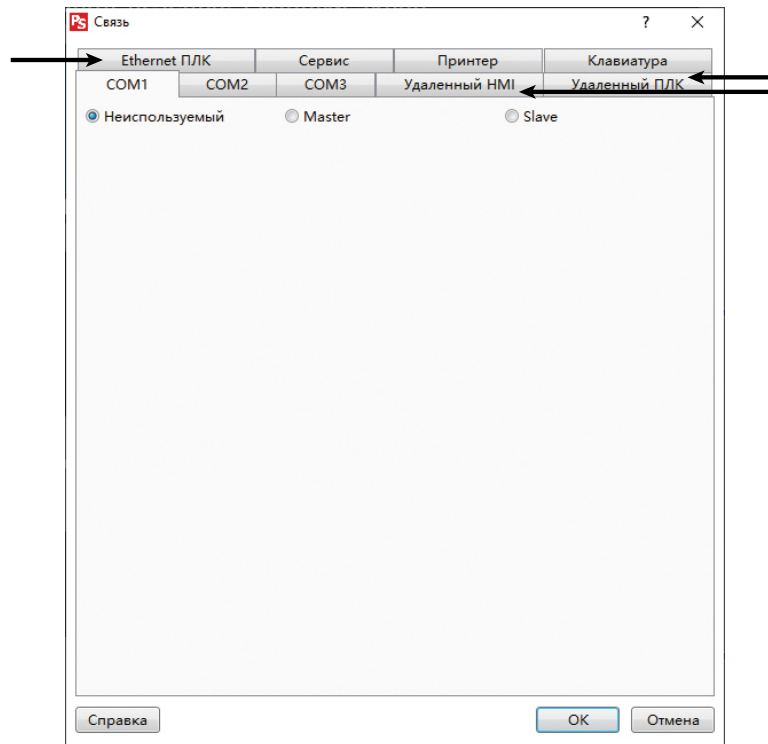 PS Связь ?
Ethernet ПЛК Сервис Принтер Клавиатура
COM1 COM2 COM3 Удаленный HMI Удаленный ПЛК
Неиспользуемый Master Slave
Справка OK Отмена